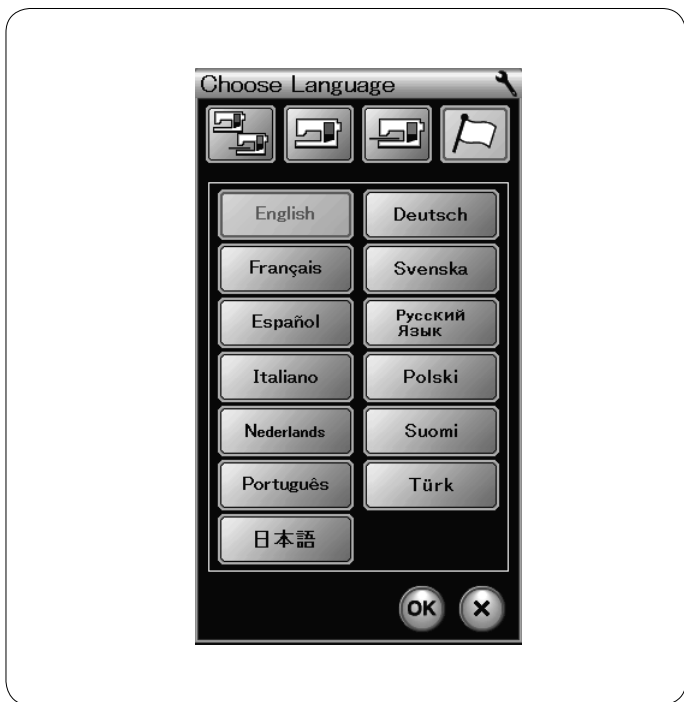 Choose Language
English
Deutsch
Français
Svenska
Español
Русский
Язык
Italiano
Polski
Nederlands
Suomi
Português
Türk
日本語
OK